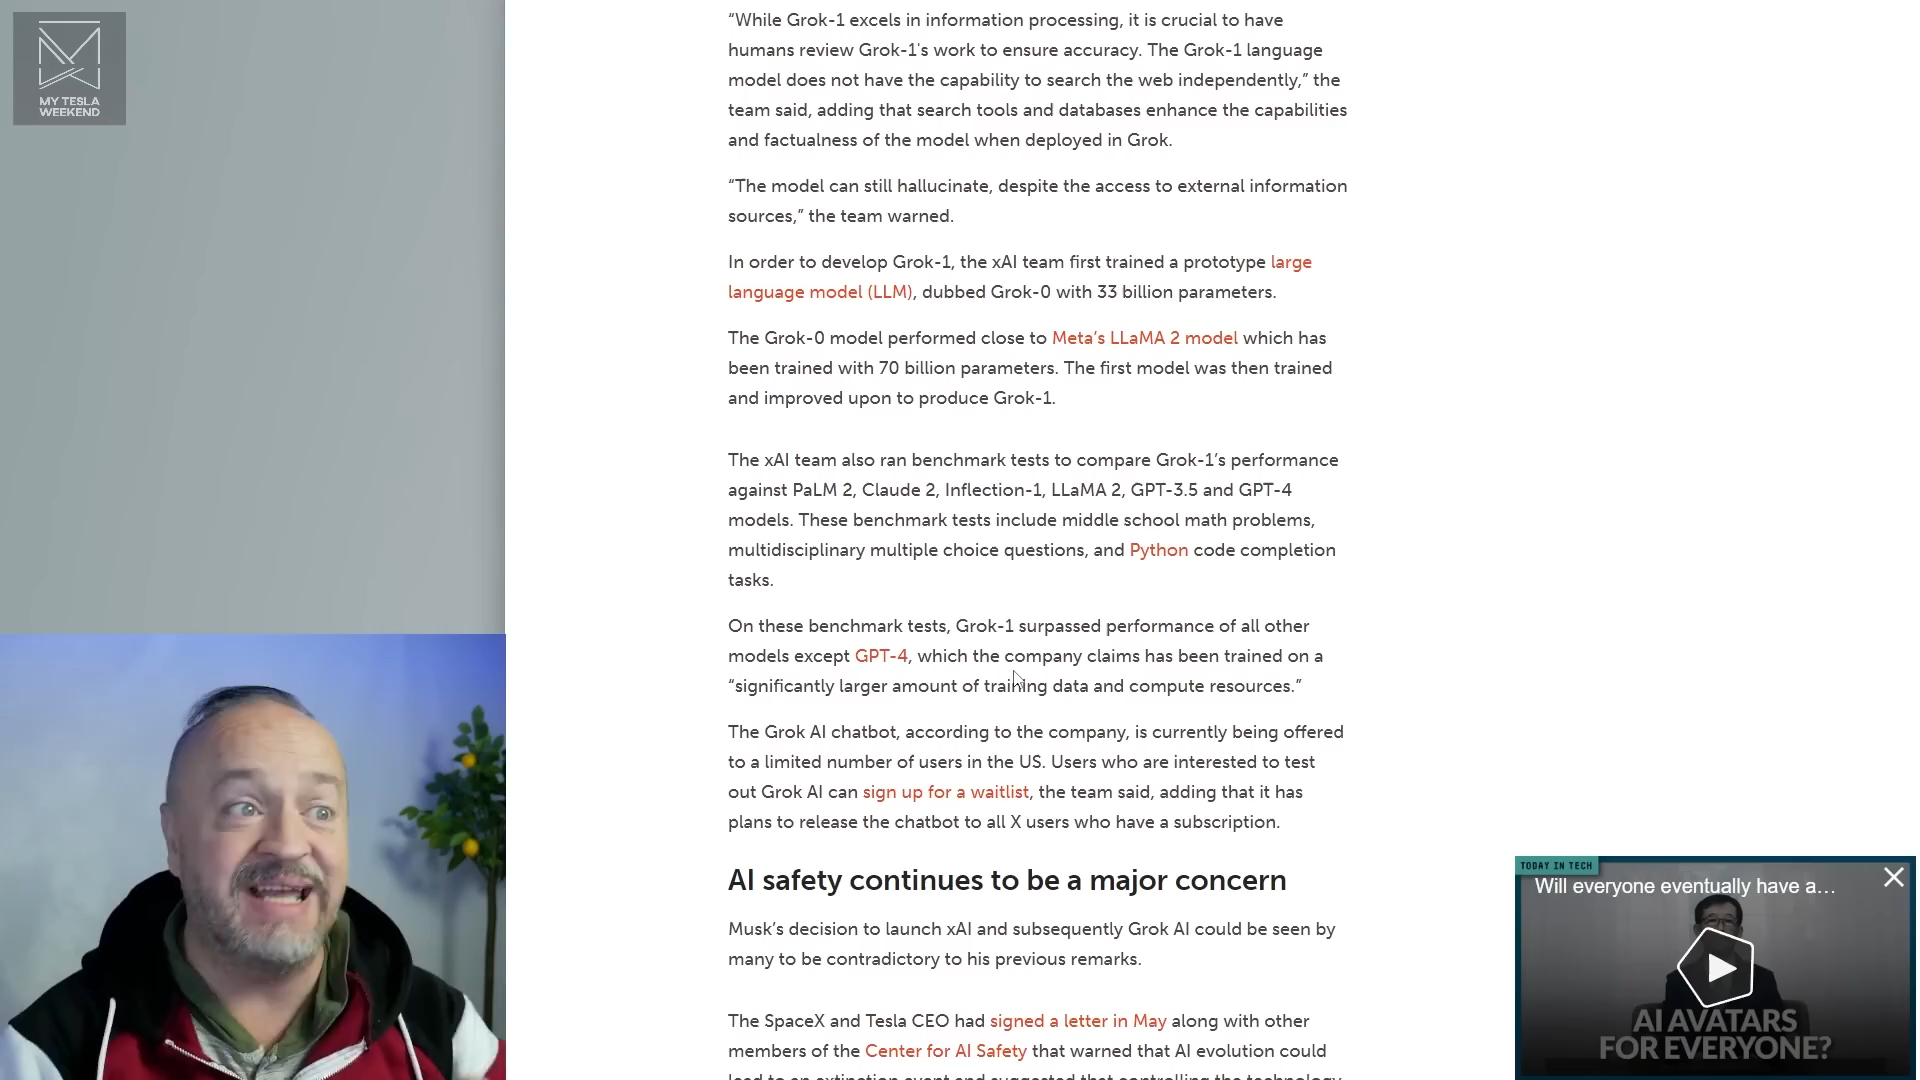 MY TESLA
WEEKEND
“While Grok-1 excels in information processing, it is crucial to have
humans review Grok-1's work to ensure accuracy. The Grok-1 language
model does not have the capability to search the web independently,” the
team said, adding that search tools and databases enhance the capabilities
and factualness of the model when deployed in Grok.
“The model can still hallucinate, despite the access to external information
sources,” the team warned.
In order to develop Grok-1, the xAI team first trained a prototype large
language model (LLM), dubbed Grok-0 with 33 billion parameters.
The Grok-0 model performed close to Meta’s LLaMA 2 model which has
been trained with 70 billion parameters. The first model was then trained
and improved upon to produce Grok-1.
The xAI team also ran benchmark tests to compare Grok-1’s performance
against PaLM 2, Claude 2, Inflection-1, LLaMA 2, GPT-3.5 and GPT-4
models. These benchmark tests include middle school math problems,
multidisciplinary multiple choice questions, and Python code completion
tasks.
On these benchmark tests, Grok-1 surpassed performance of all other
models except GPT-4, which the company claims has been trained on a
“significantly larger amount of training data and compute resources.”
The Grok AI chatbot, according to the company, is currently being offered
to a limited number of users in the US. Users who are interested to test
out Grok AI can sign up for a waitlist, the team said, adding that it has
plans to release the chatbot to all X users who have a subscription.
AI safety continues to be a major concern
Musk’s decision to launch xAI and subsequently Grok AI could be seen by
many to be contradictory to his previous remarks.
The SpaceX and Tesla CEO had signed a letter in May along with other
members of the Center for AI Safety that warned that AI evolution could
lead to an extinction event and suggested that controlling the technology
TODAY IN TECH
Will everyone eventually have a…
AI AVATARS
FOR EVERYONE?